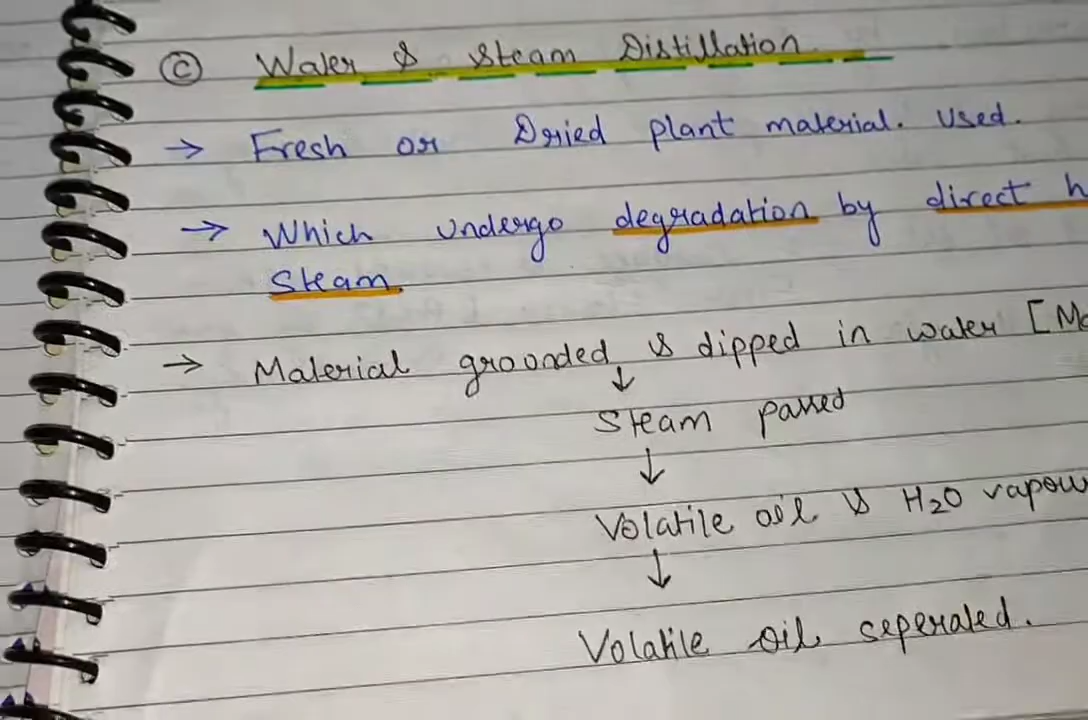 © Water & Steam Distillation
→ Fresh or Dried plant material. Used.
→ Which undergo degradation by direct
Steam.
→ Material grounded & dipped in water
↓
Steam passed
↓
Volatile oil & H2O vapou
↓
Volatile oil seperated.